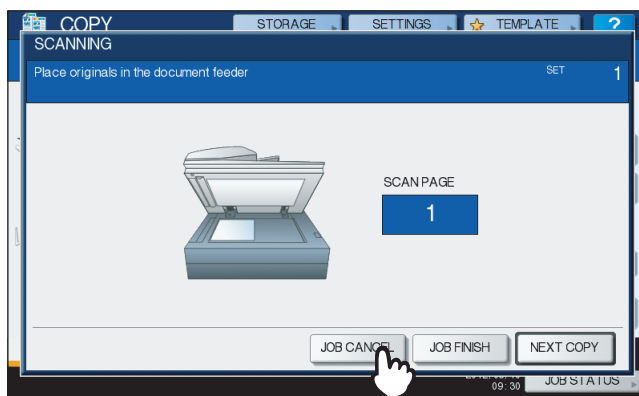 COPY STORAGE SETTINGS TEMPLATE ?
SCANNING
Place originals in the document feeder SET 1
SCAN PAGE
1
JOB CANCEL JOB FINISH NEXT COPY
09:30 JOB STATUS